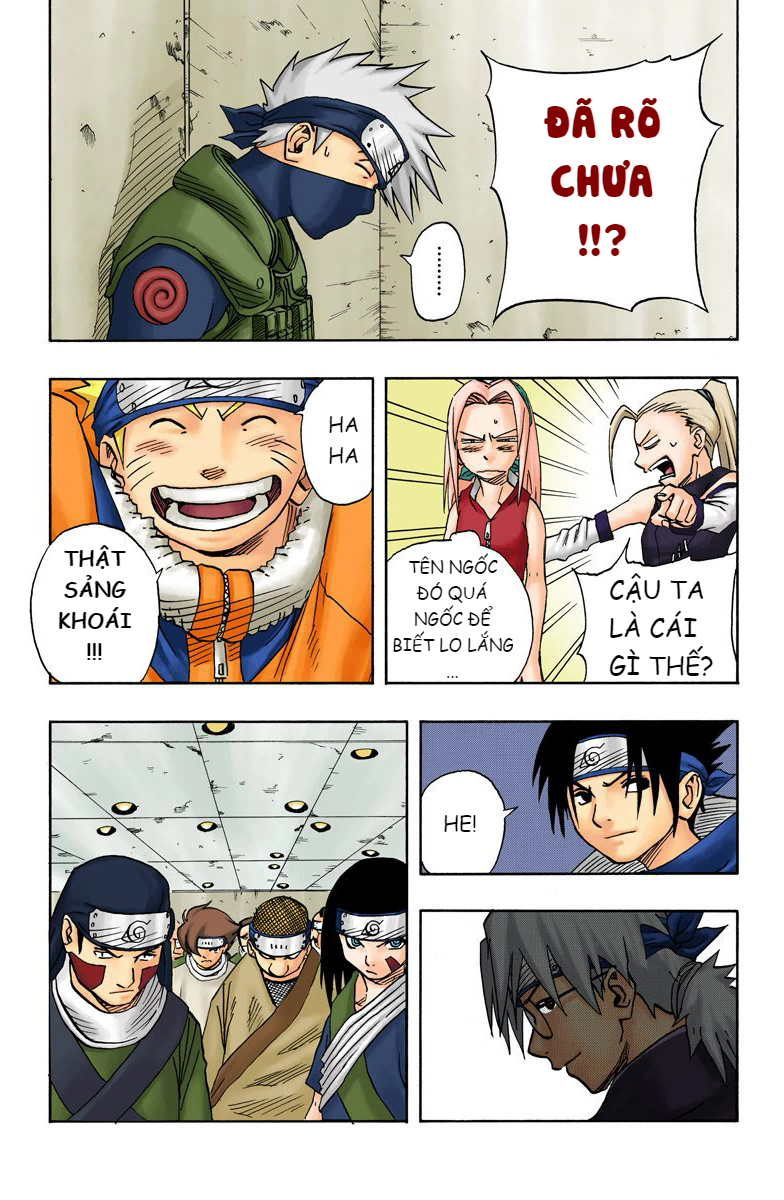 ĐÃ RÕ
CHƯA
!!?
.........
HA
HA
THẬT
SẢNG
KHOÁI
!!!
TÊN NGỐC
ĐÓ QUÁ
NGỐC ĐỂ
BIẾT LO LẮNG
...
CẬU TA
LÀ CÁI
GÌ THẾ?
HE!